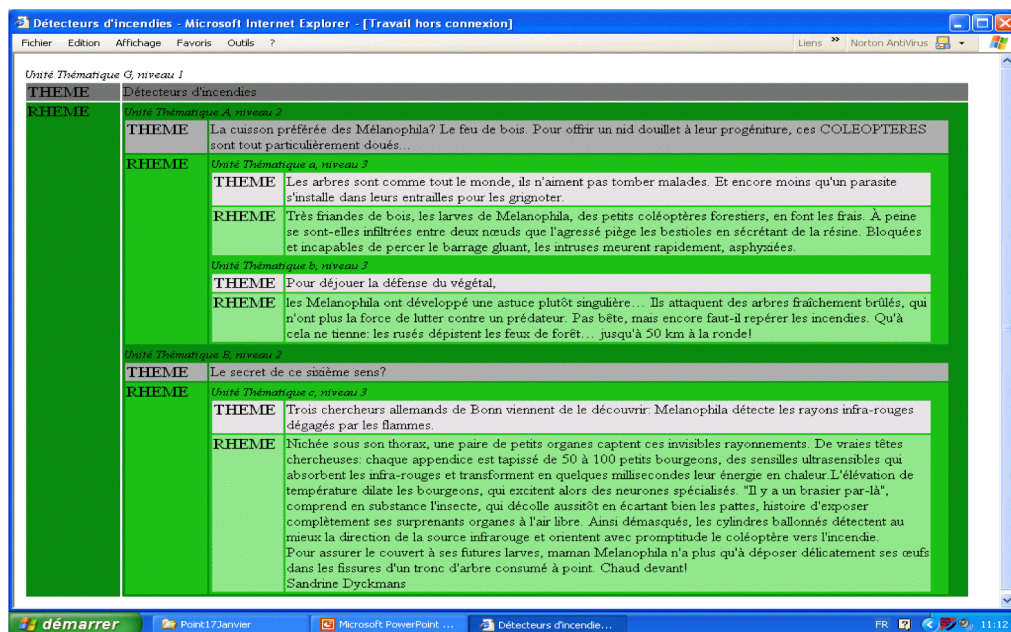 Détecteurs d'incendies - Microsoft Internet Explorer - [Travail hors connexion]
Fichier Edition Affichage Favoris Outils ? Liens » Norton AntiVirus
Unité Thématique G, niveau 1
THEME Détecteurs d'incendies
RHEME Unité Thématique A, niveau 2
THEME La cuisson préférée des Mélanophila? Le feu de bois. Pour offrir un nid douillet à leur progéniture, ces COLEOPTERES
sont tout particulièrement doués...
RHEME Unité Thématique a, niveau 3
THEME Les arbres sont comme tout le monde, ils n'aiment pas tomber malades. Et encore moins qu'un parasite
s'installe dans leurs entrailles pour les grignoter.
RHEME Très friandes de bois, les larves de Melanophila, des petits coléoptères forestiers, en font les frais. À peine
se sont-elles infiltrées entre deux nœuds que l'agressé piège les bestioles en sécrétant de la résine. Bloquées
et incapables de percer le barrage gluant, les intruses meurent rapidement, asphyxiées.
Unité Thématique b, niveau 3
THEME Pour déjouer la défense du végétal,
RHEME les Melanophila ont développé une astuce plutôt singulière... Ils attaquent des arbres fraîchement brûlés, qui
n'ont plus la force de lutter contre un prédateur. Pas bête, mais encore faut-il repérer les incendies. Qu'à
cela ne tienne: les rusés dépistent les feux de forêt... jusqu'à 50 km à la ronde!
Unité Thématique B, niveau 2
THEME Le secret de ce sixième sens?
RHEME Unité Thématique c, niveau 3
THEME Trois chercheurs allemands de Bonn viennent de le découvrir: Melanophila détecte les rayons infra-rouges
dégagés par les flammes.
RHEME Nichée sous son thorax, une paire de petits organes captent ces invisibles rayonnements. De vraies têtes
chercheuses: chaque appendice est tapissé de 50 à 100 petits bourgeons, des sensilles ultrasensibles qui
absorbent les infra-rouges et transforment en quelques millisecondes leur énergie en chaleur.L'élévation de
température dilate les bourgeons, qui excitent alors des neurones spécialisés. "Il y a un brasier par-là",
comprend en substance l'insecte, qui décolle aussitôt en écartant bien les pattes, histoire d'exposer
complètement ses surprenants organes à l'air libre. Ainsi démasqués, les cylindres ballonnés détectent au
mieux la direction de la source infrarouge et orientent avec promptitude le coléoptère vers l'incendie.
Pour assurer le couvert à ses futures larves, maman Melanophila n'a plus qu'à déposer délicatement ses œufs
dans les fissures d'un tronc d'arbre consumé à point. Chaud devant!
Sandrine Dyckmans
démarrer Point17Janvier Microsoft PowerPoint ... Détecteurs d'incendie... FR 11:12